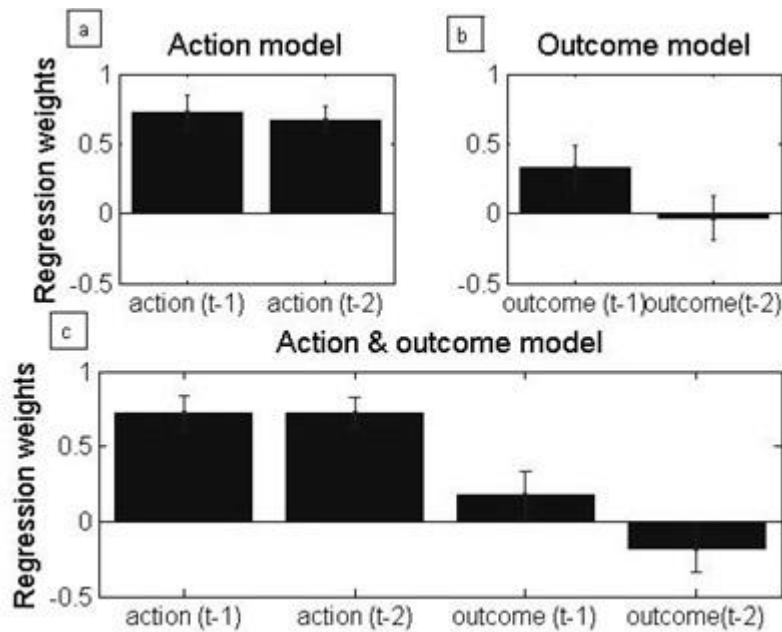 a
Action model
Regression weights
1
0.5
0
-0.5
action (t-1) action (t-2)
b
Outcome model
1
0.5
0
-0.5
outcome (t-1)outcome(t-2)
c
Action & outcome model
Regression weights
1
0.5
0
-0.5
action (t-1) action (t-2) outcome (t-1) outcome(t-2)